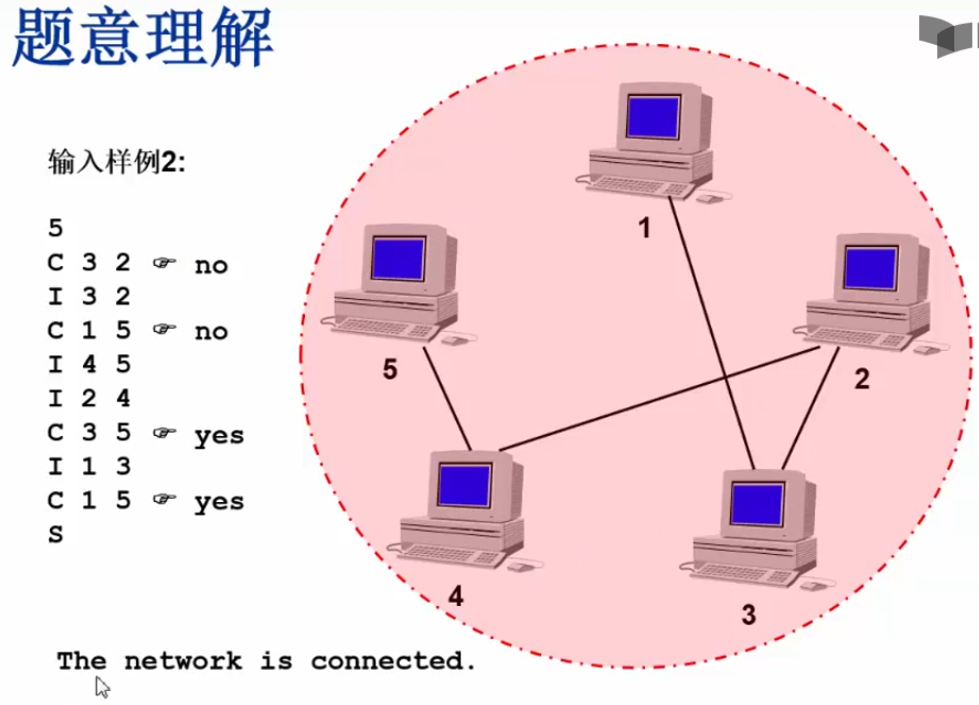 题意理解
输入样例2:
5
C 3 2 ☞ no
I 3 2
C 1 5 ☞ no
I 4 5
I 2 4
C 3 5 ☞ yes
I 1 3
C 1 5 ☞ yes
S
1
2
5
4
3
The network is connected.